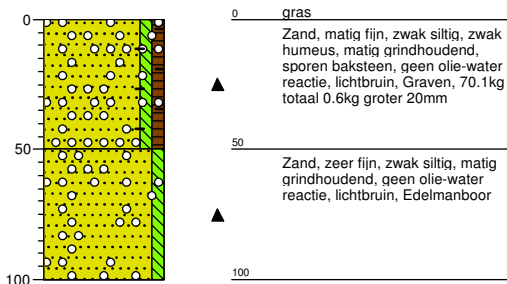 0
0
gras
Zand, matig fijn, zwak siltig, zwak
humeus, matig grindhoudend,
sporen baksteen, geen olie-water
reactie, lichtbruin, Graven, 70.1kg
totaal 0.6kg groter 20mm
50
50
Zand, zeer fijn, zwak siltig, matig
grindhoudend, geen olie-water
reactie, lichtbruin, Edelmanboor
100
100